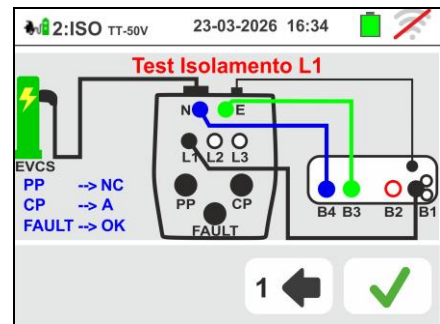 2:ISO TT-50V 23-03-2026 16:34
Test Isolamento L1
N E
L1 L2 L3
EVCS
PP --> NC
CP --> A
FAULT --> OK
PP CP
FAULT
B4 B3 B2 B1
1